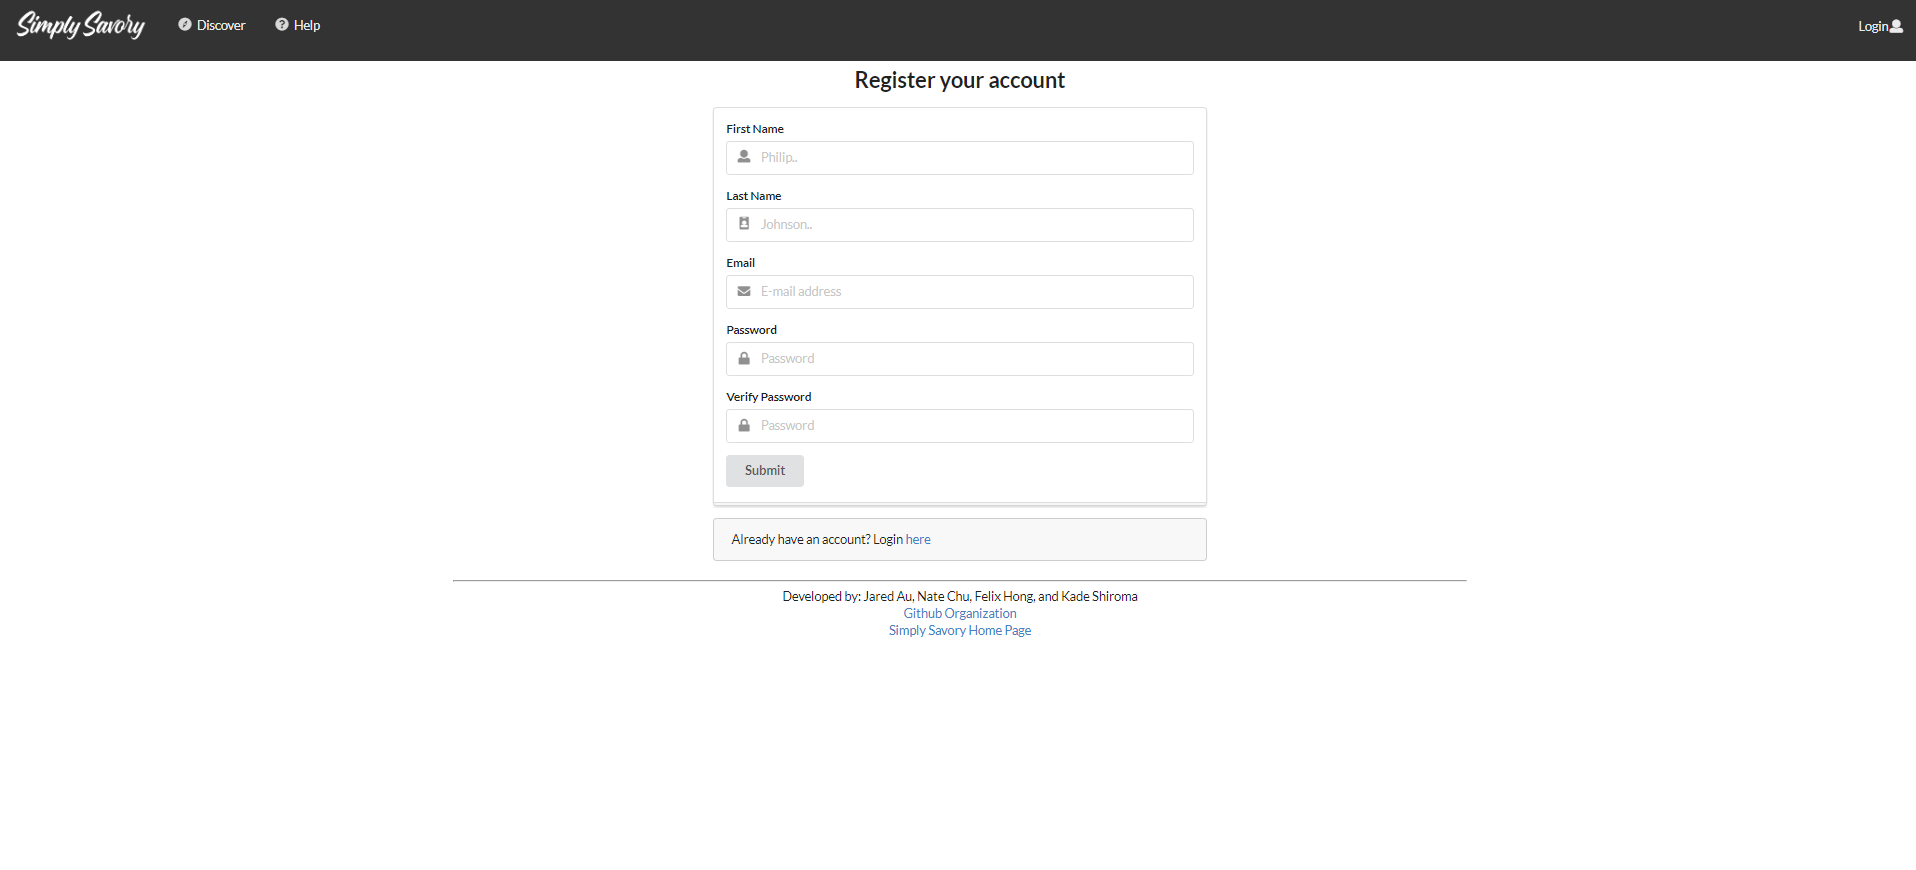 Simply Savory Discover Help Login
Register your account
First Name
Philip..
Last Name
Johnson..
Email
E-mail address
Password
Password
Verify Password
Password
Submit
Already have an account? Login here
Developed by: Jared Au, Nate Chu, Felix Hong, and Kade Shiroma
Github Organization
Simply Savory Home Page